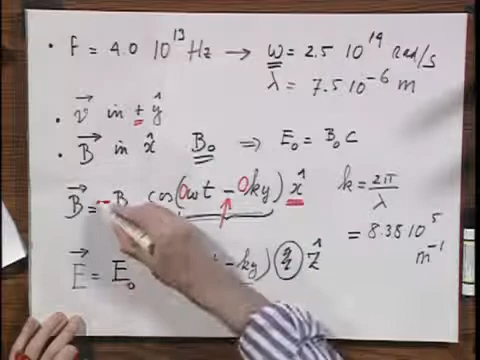 • F = 4.0 10^13 Hz → ω = 2.5 10^14 rad/s
λ = 7.5 10^-6 m
• v⃗ in + ŷ
• B⃗ in x̂ B₀ ⇒ E₀ = B₀ c
B⃗ = - B cos(0ωt - 0ky) x̂ k = 2π/λ
= 8.38 10^5 m^-1
E⃗ = E₀ t - ky) ẑ